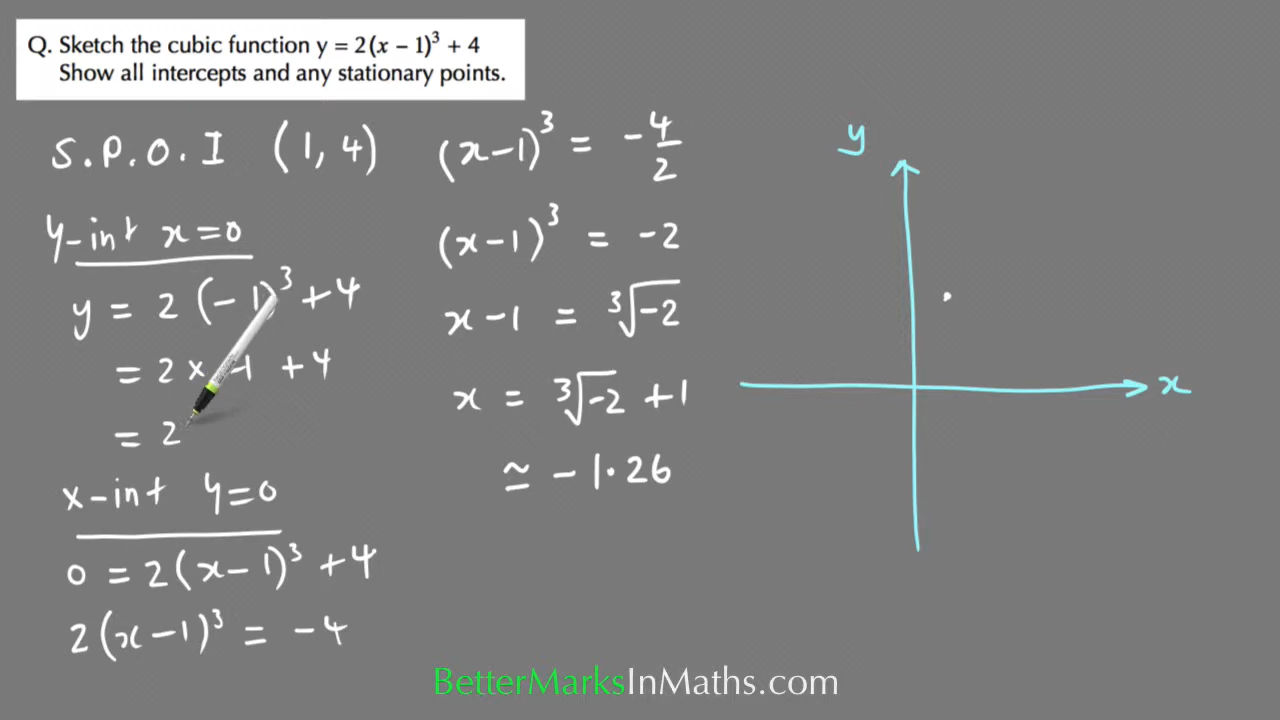 Q. Sketch the cubic function y = 2(x − 1)³ + 4
Show all intercepts and any stationary points.
S.P.O.I (1, 4)
y-int x=0
y = 2(-1)³ + 4
= 2 x -1 + 4
= 2
x-int y=0
0 = 2(x-1)³ + 4
2(x-1)³ = -4
(x-1)³ = -4/2
(x-1)³ = -2
x-1 = ³√-2
x = ³√-2 + 1
≃ -1.26
y
x
BetterMarksInMaths.com